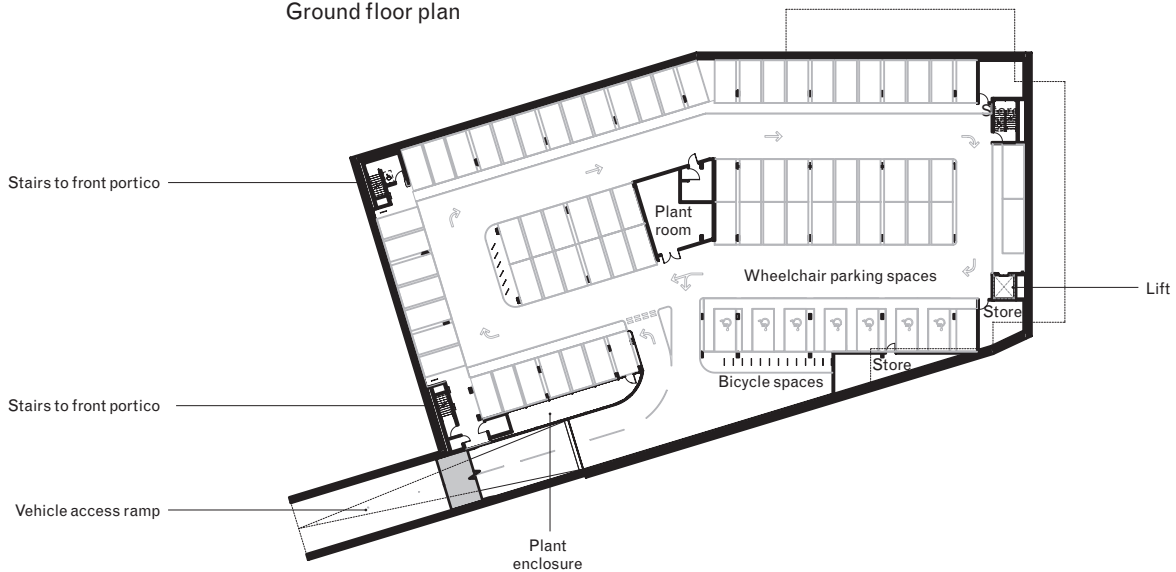 Ground floor plan
Store
Stairs to front portico
Plant
room
Wheelchair parking spaces
Lift
Store
Store
Bicycle spaces
Stairs to front portico
Vehicle access ramp
Plant
enclosure